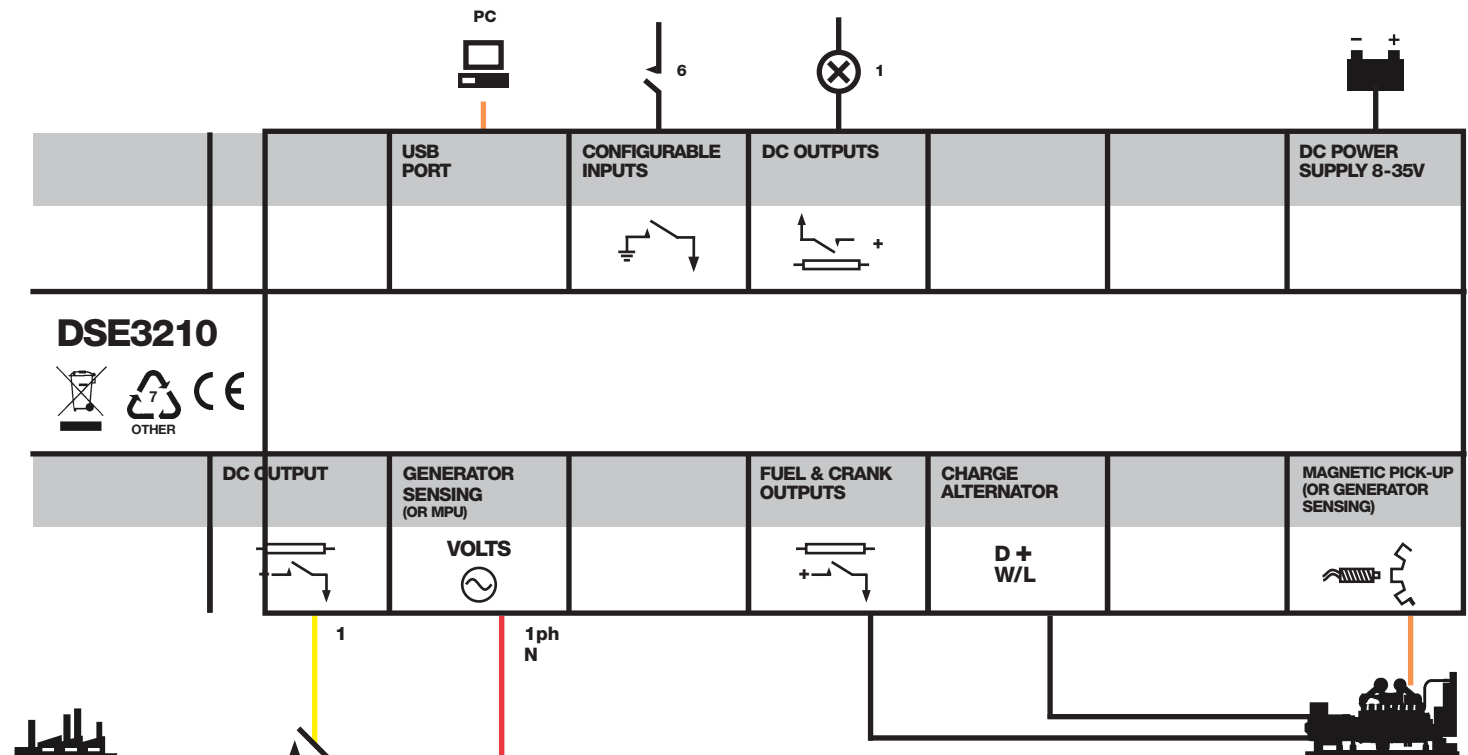 PC
6
1
- +
USB
PORT
CONFIGURABLE
INPUTS
DC OUTPUTS
DC POWER
SUPPLY 8-35V
+
DSE3210
7
OTHER
CE
DC OUTPUT
GENERATOR
SENSING
(OR MPU)
FUEL & CRANK
OUTPUTS
CHARGE
ALTERNATOR
MAGNETIC PICK-UP
(OR GENERATOR
SENSING)
+
VOLTS
+
D +
W/L
1
1ph
N